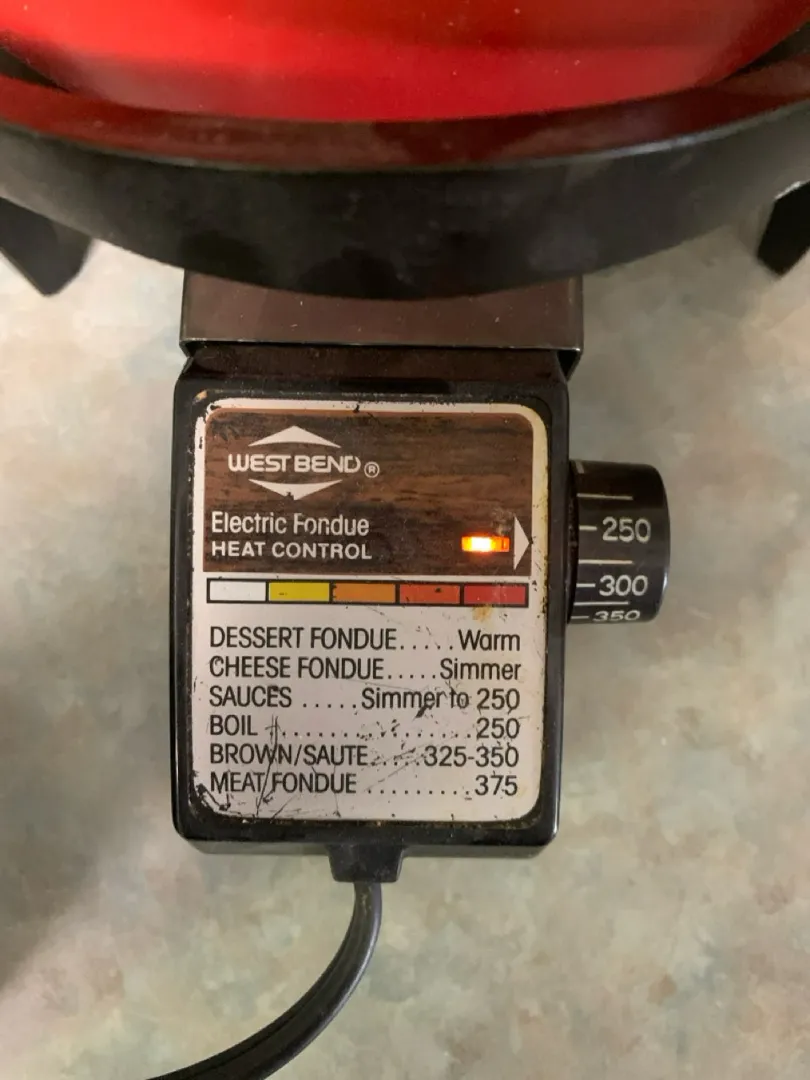 WEST BEND®
Electric Fondue
HEAT CONTROL
250
300
350
DESSERT FONDUE.....Warm
CHEESE FONDUE.....Simmer
SAUCES .....Simmer to 250
BOIL ................250
BROWN/SAUTE.....325-350
MEAT FONDUE .........375